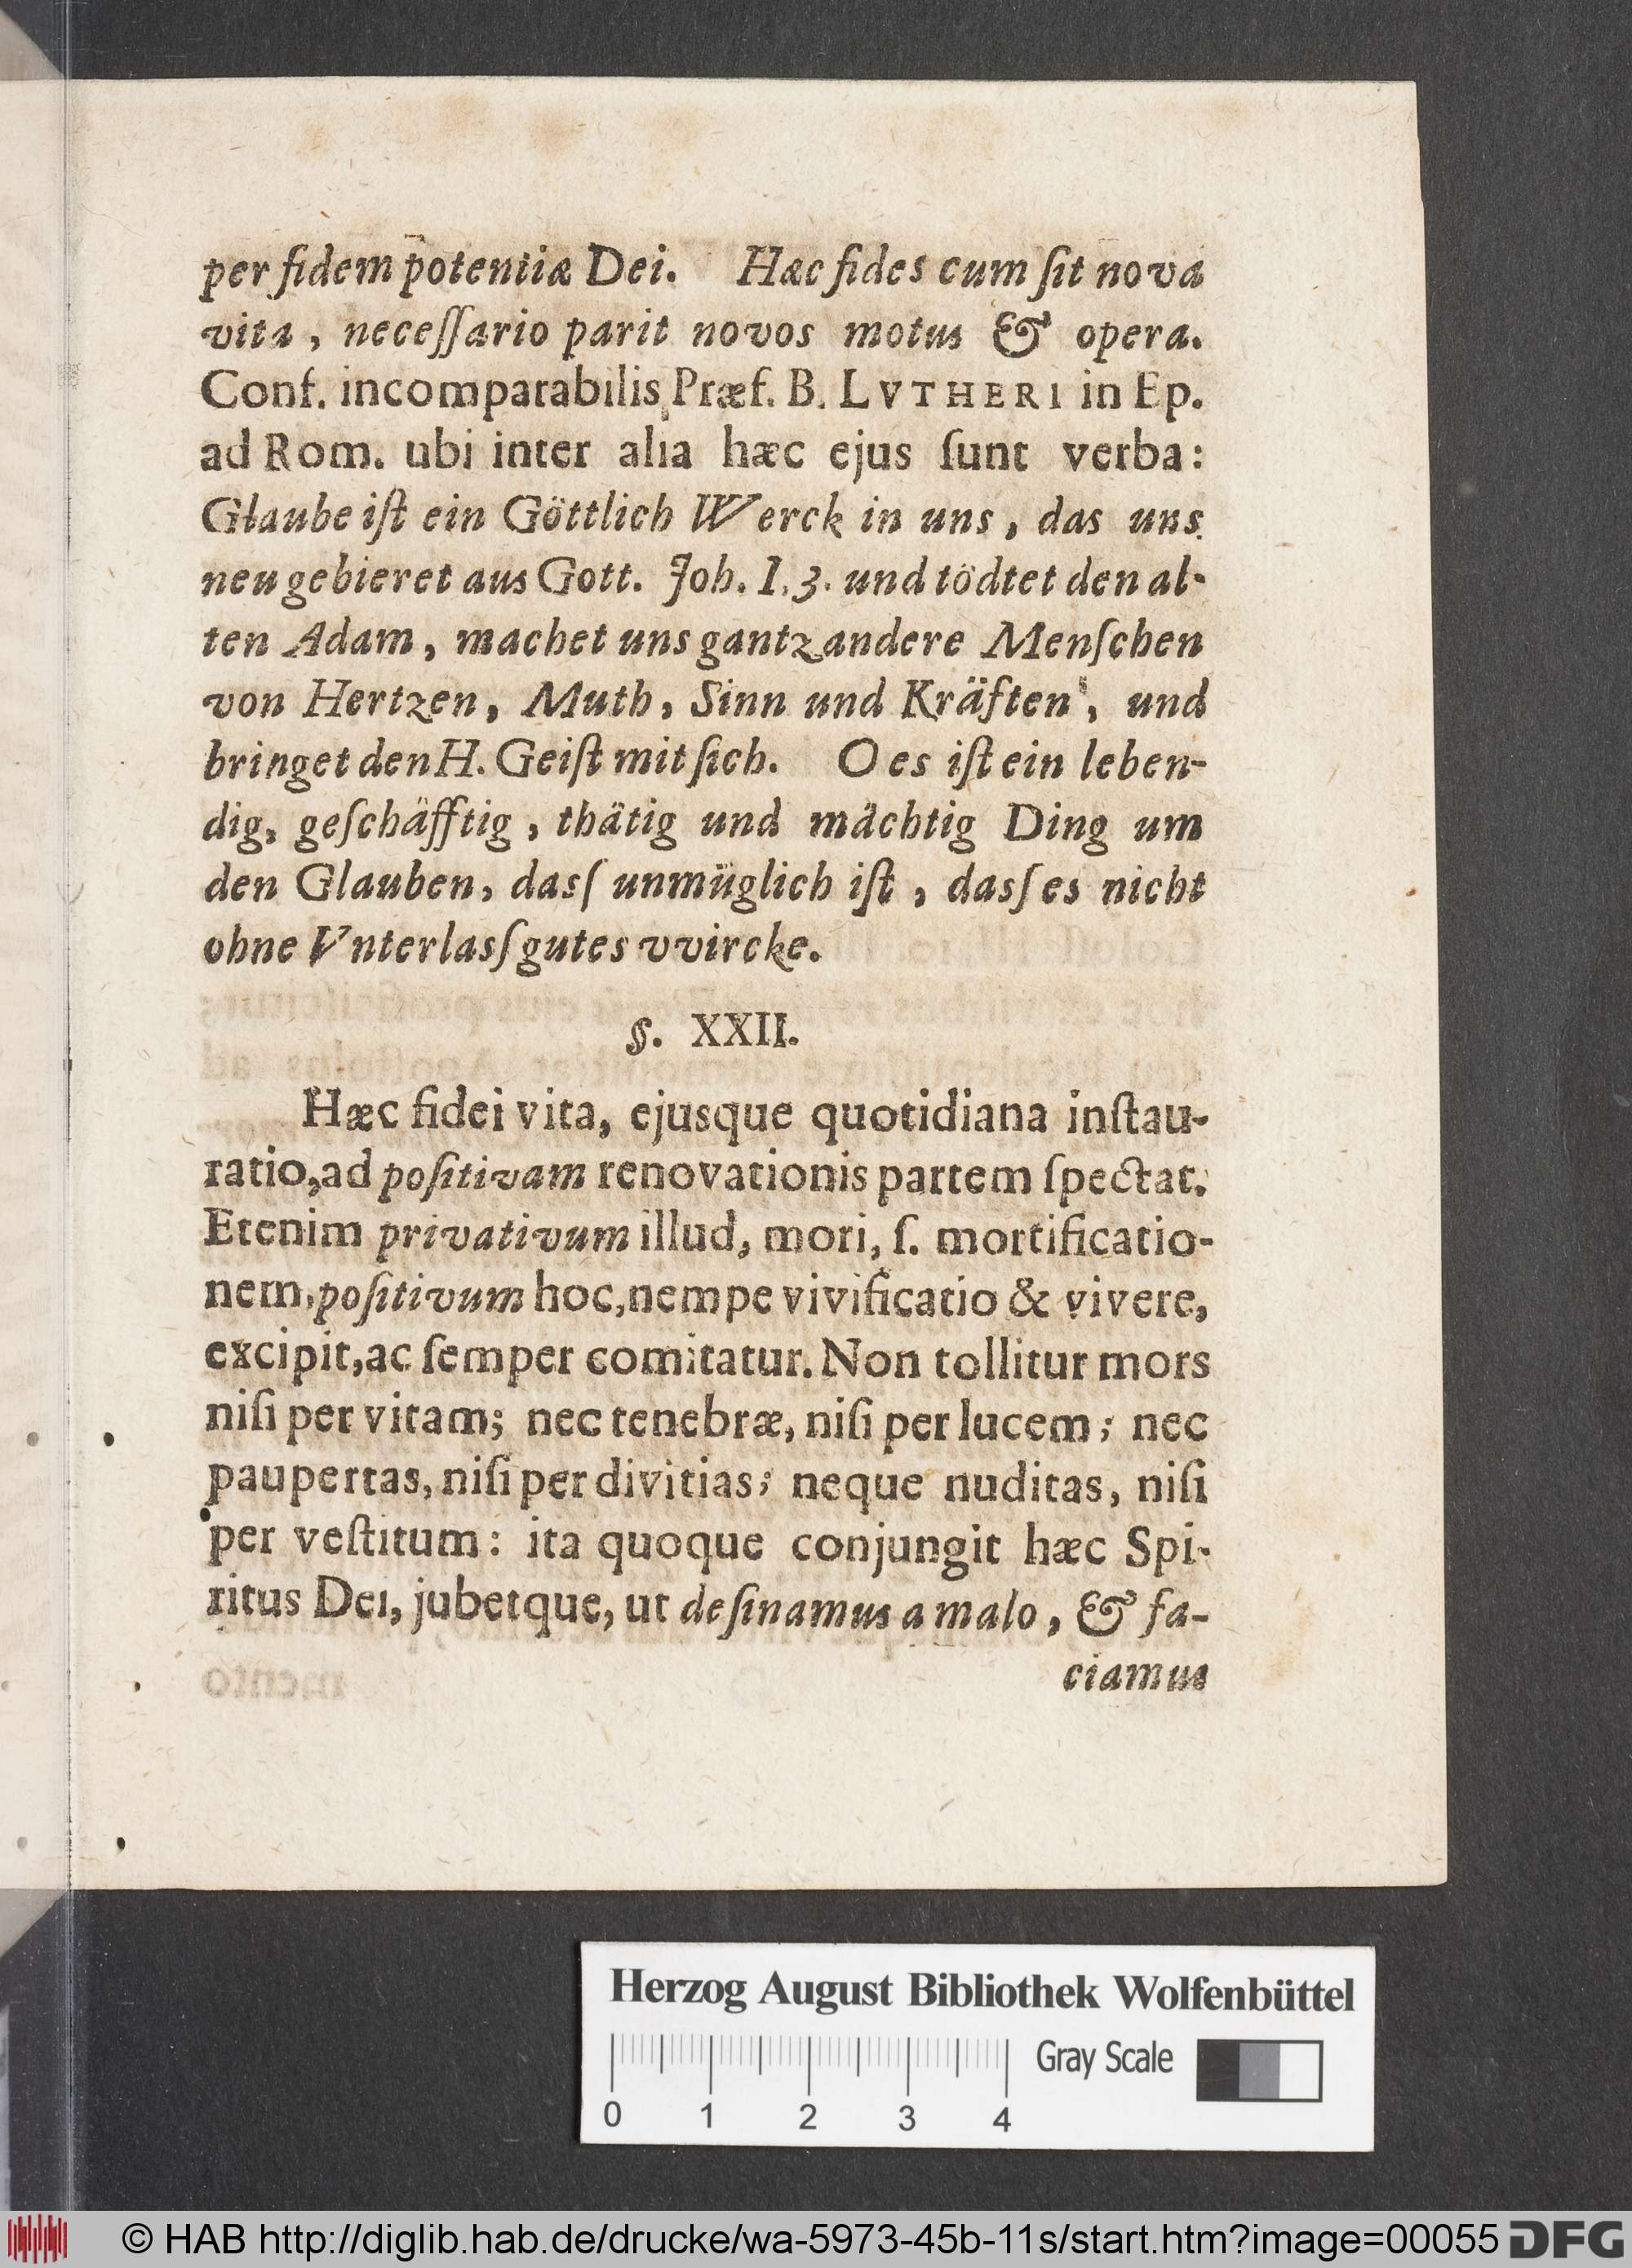 per fidem potentiæ Dei. Hæc fides cum ſit nova
vita, neceſſario parit novos motus & opera.
Conf. incomparabilis Præf. B. LVTHERI in Ep.
ad Rom. ubi inter alia hæc ejus ſunt verba:
Glaube iſt ein Göttlich Werck in uns, das uns
neu gebieret aus Gott. Joh. I, 3. und tödtet den al-
ten Adam, machet uns gantz andere Menſchen
von Hertzen, Muth, Sinn und Kräften, und
bringet den H. Geiſt mit ſich. O es iſt ein leben-
dig, geſchäfftig, thätig und mächtig Ding um
den Glauben, dasſ unmüglich iſt, dasſ es nicht
ohne Vnterlasſ gutes vvircke.
§. XXII.
Hæc fidei vita, ejusque quotidiana inſtau-
ratio, ad poſitivam renovationis partem ſpectat.
Etenim privativum illud, mori, ſ. mortificatio-
nem, poſitivum hoc, nempe vivificatio & vivere,
excipit, ac ſemper comitatur. Non tollitur mors
niſi per vitam; nec tenebræ, niſi per lucem; nec
paupertas, niſi per divitias; neque nuditas, niſi
per veſtitum: ita quoque conjungit hæc Spi-
ritus Dei, jubetque, ut deſinamus a malo, & fa-
ciamus
Herzog August Bibliothek Wolfenbüttel
Gray Scale
0 1 2 3 4
© HAB http://diglib.hab.de/drucke/wa-5973-45b-11s/start.htm?image=00055 DFG